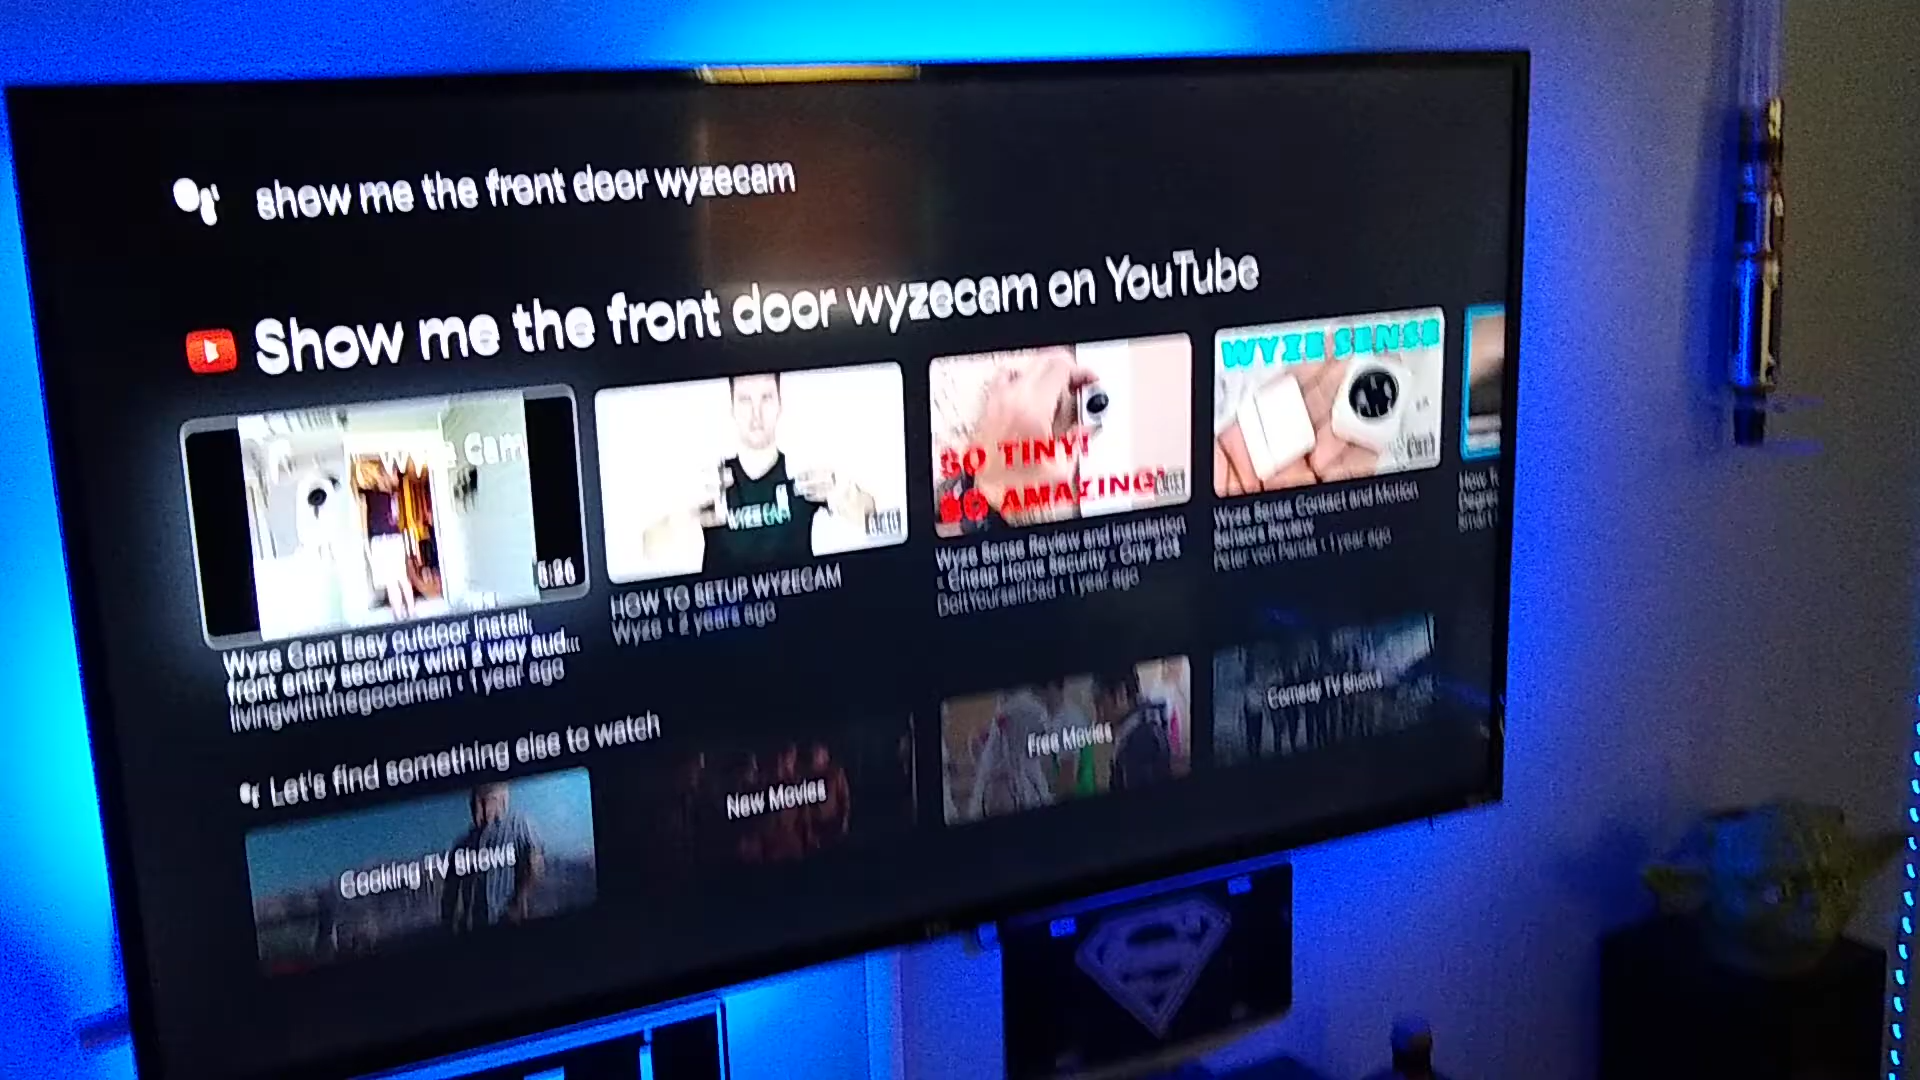 show me the front door wyzecam
Show me the front door wyzecam on YouTube
Wyze Cam
WYZECAM
SO TINY!
SO AMAZING!
WYZE SENSE
Wyze Cam Easy outdoor install,
front entry security with 2 way aud...
livingwiththegoodman • 1 year ago
HOW TO SETUP WYZECAM
Wyze • 2 years ago
Wyze Sense Review and Installation
- Cheap Home Security - Only 20$
DoItYourselfDad • 1 year ago
Wyze Sense Contact and Motion
Sensors Review
Peter von Panda • 1 year ago
Let's find something else to watch
Cooking TV Shows
New Movies
Free Movies
Comedy TV Shows